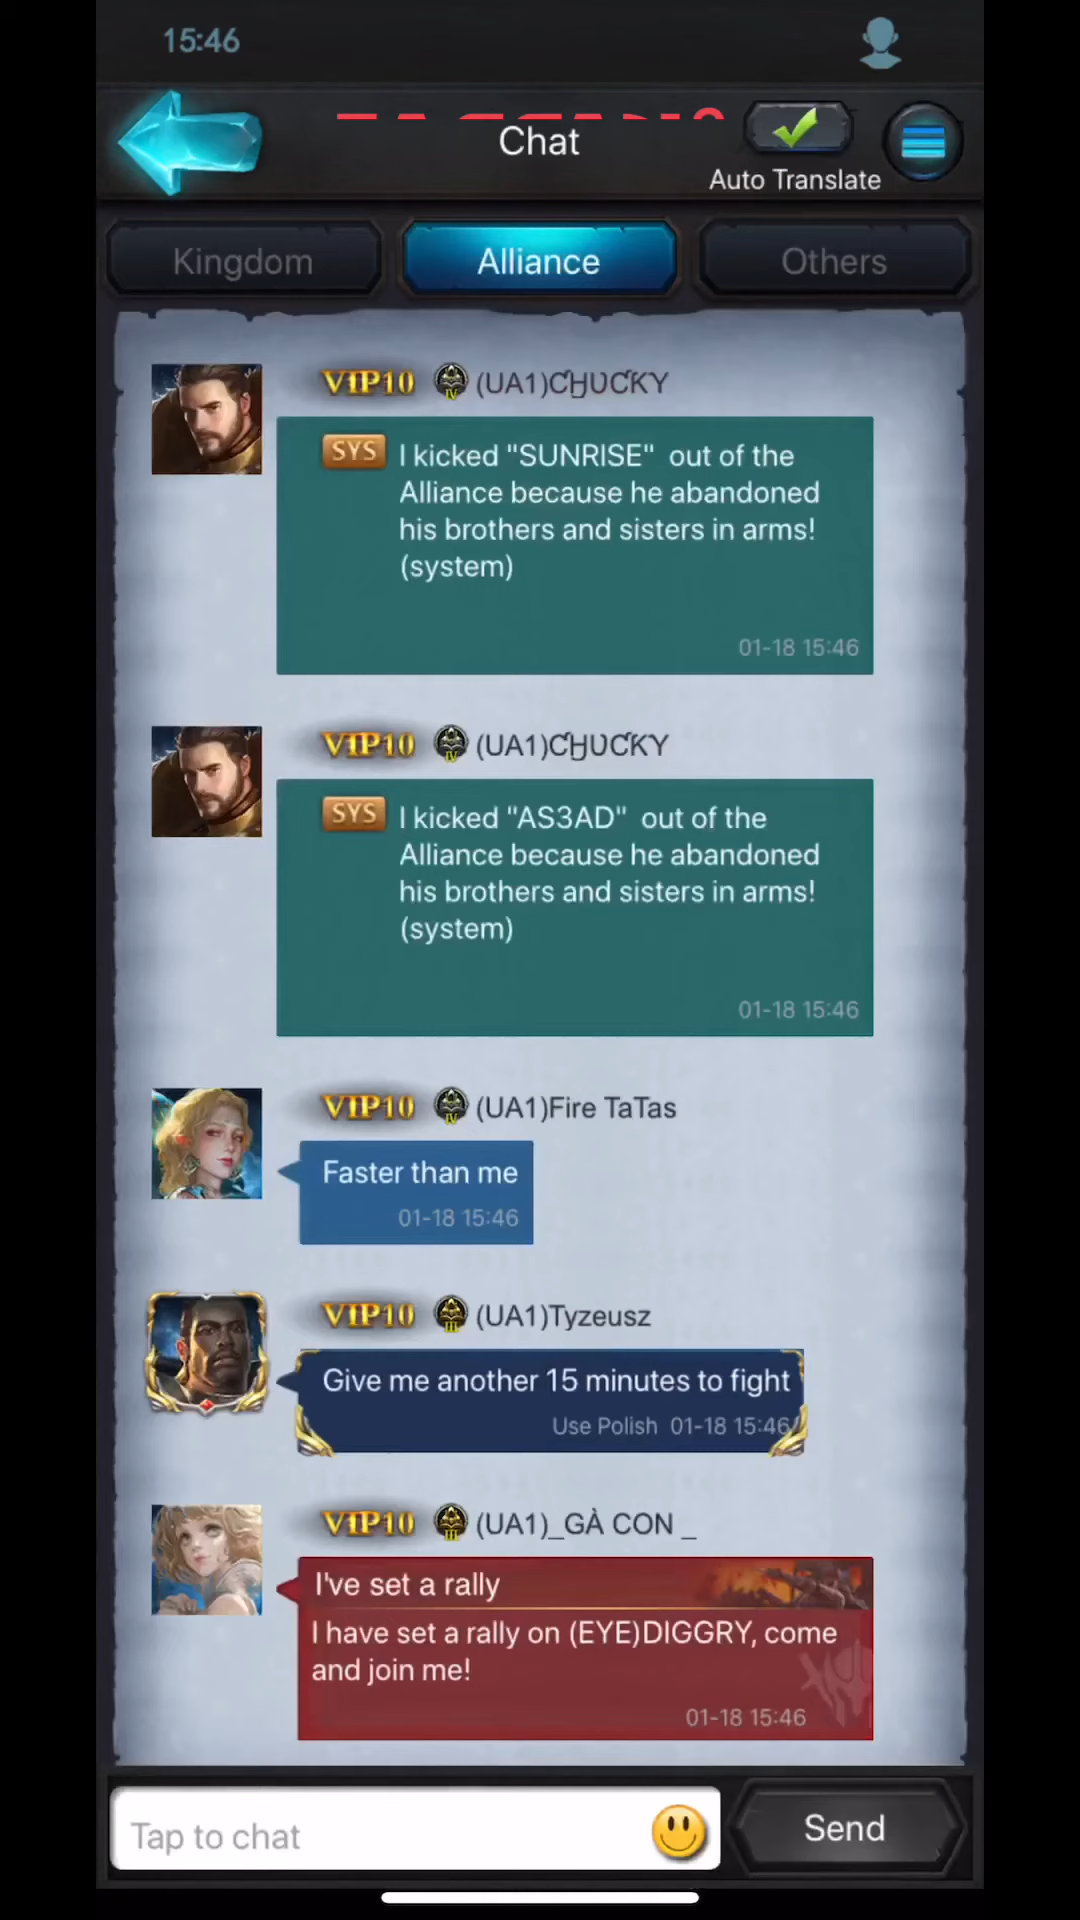 15:46
Chat
Auto Translate
Kingdom
Alliance
Others
VIP10 IV (UA1)CHUCKY
SYS I kicked "SUNRISE" out of the
Alliance because he abandoned
his brothers and sisters in arms!
(system)
01-18 15:46
VIP10 IV (UA1)CHUCKY
SYS I kicked "AS3AD" out of the
Alliance because he abandoned
his brothers and sisters in arms!
(system)
01-18 15:46
VIP10 IV (UA1)Fire TaTas
Faster than me
01-18 15:46
VIP10 III (UA1)Tyzeusz
Give me another 15 minutes to fight
Use Polish 01-18 15:46
VIP10 III (UA1)_GÀ CON _
I've set a rally
I have set a rally on (EYE)DIGGRY, come
and join me!
01-18 15:46
Tap to chat
Send